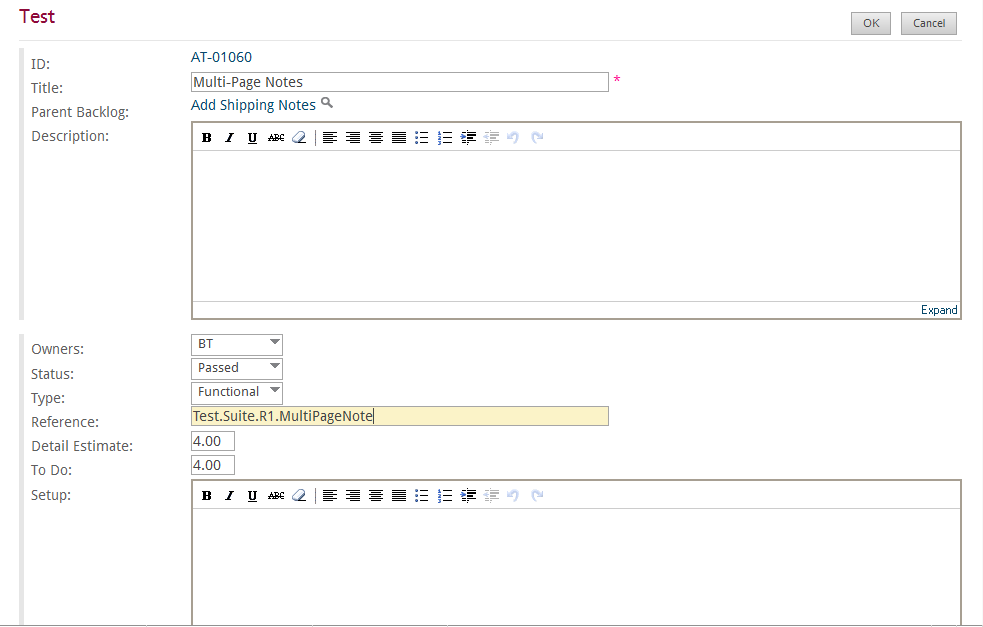 Test
OK Cancel
ID: AT-01060
Title: Multi-Page Notes *
Parent Backlog: Add Shipping Notes
Description:
B I U ABC
Expand
Owners: BT
Status: Passed
Type: Functional
Reference: Test.Suite.R1.MultiPageNote
Detail Estimate: 4.00
To Do: 4.00
Setup:
B I U ABC